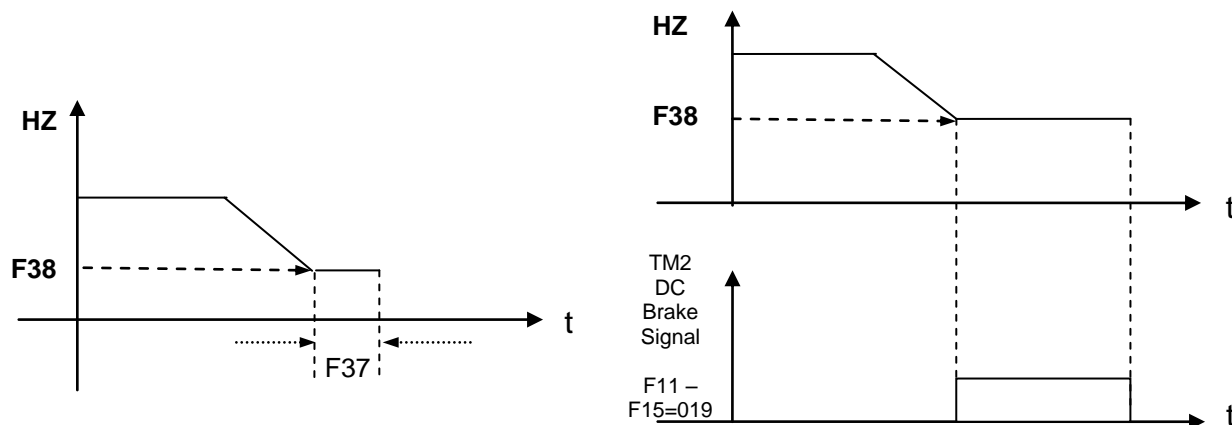 HZ
F38
t
F37
HZ
F38
t
TM2
DC
Brake
Signal
F11 –
F15=019
t